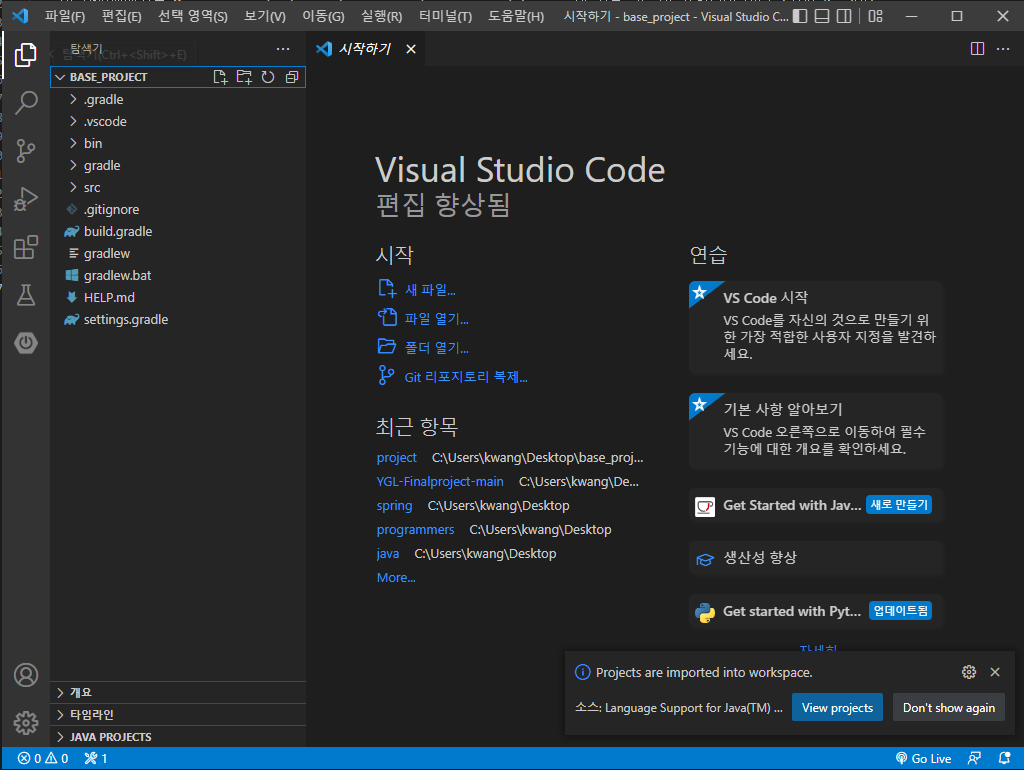 파일(F) 편집(E) 선택 영역(S) 보기(V) 이동(G) 실행(R) 터미널(T) 도움말(H) 시작하기 - base_project - Visual Studio C...
탐색기
탐색기(Ctrl+<Shift>+E)
시작하기
BASE_PROJECT
.gradle
.vscode
bin
gradle
src
.gitignore
build.gradle
gradlew
gradlew.bat
HELP.md
settings.gradle
개요
타임라인
JAVA PROJECTS
Visual Studio Code
편집 향상됨
시작
새 파일...
파일 열기...
폴더 열기...
Git 리포지토리 복제...
최근 항목
project C:\Users\kwang\Desktop\base_proj...
YGL-Finalproject-main C:\Users\kwang\De...
spring C:\Users\kwang\Desktop
programmers C:\Users\kwang\Desktop
java C:\Users\kwang\Desktop
More...
연습
VS Code 시작
VS Code를 자신의 것으로 만들기 위
한 가장 적합한 사용자 지정을 발견하
세요.
기본 사항 알아보기
VS Code 오른쪽으로 이동하여 필수
기능에 대한 개요를 확인하세요.
Get Started with Jav... 새로 만들기
생산성 향상
Get started with Pyt... 업데이트됨
자세히
Projects are imported into workspace.
소스: Language Support for Java(TM) ...
View projects
Don't show again
0 0 1
Go Live